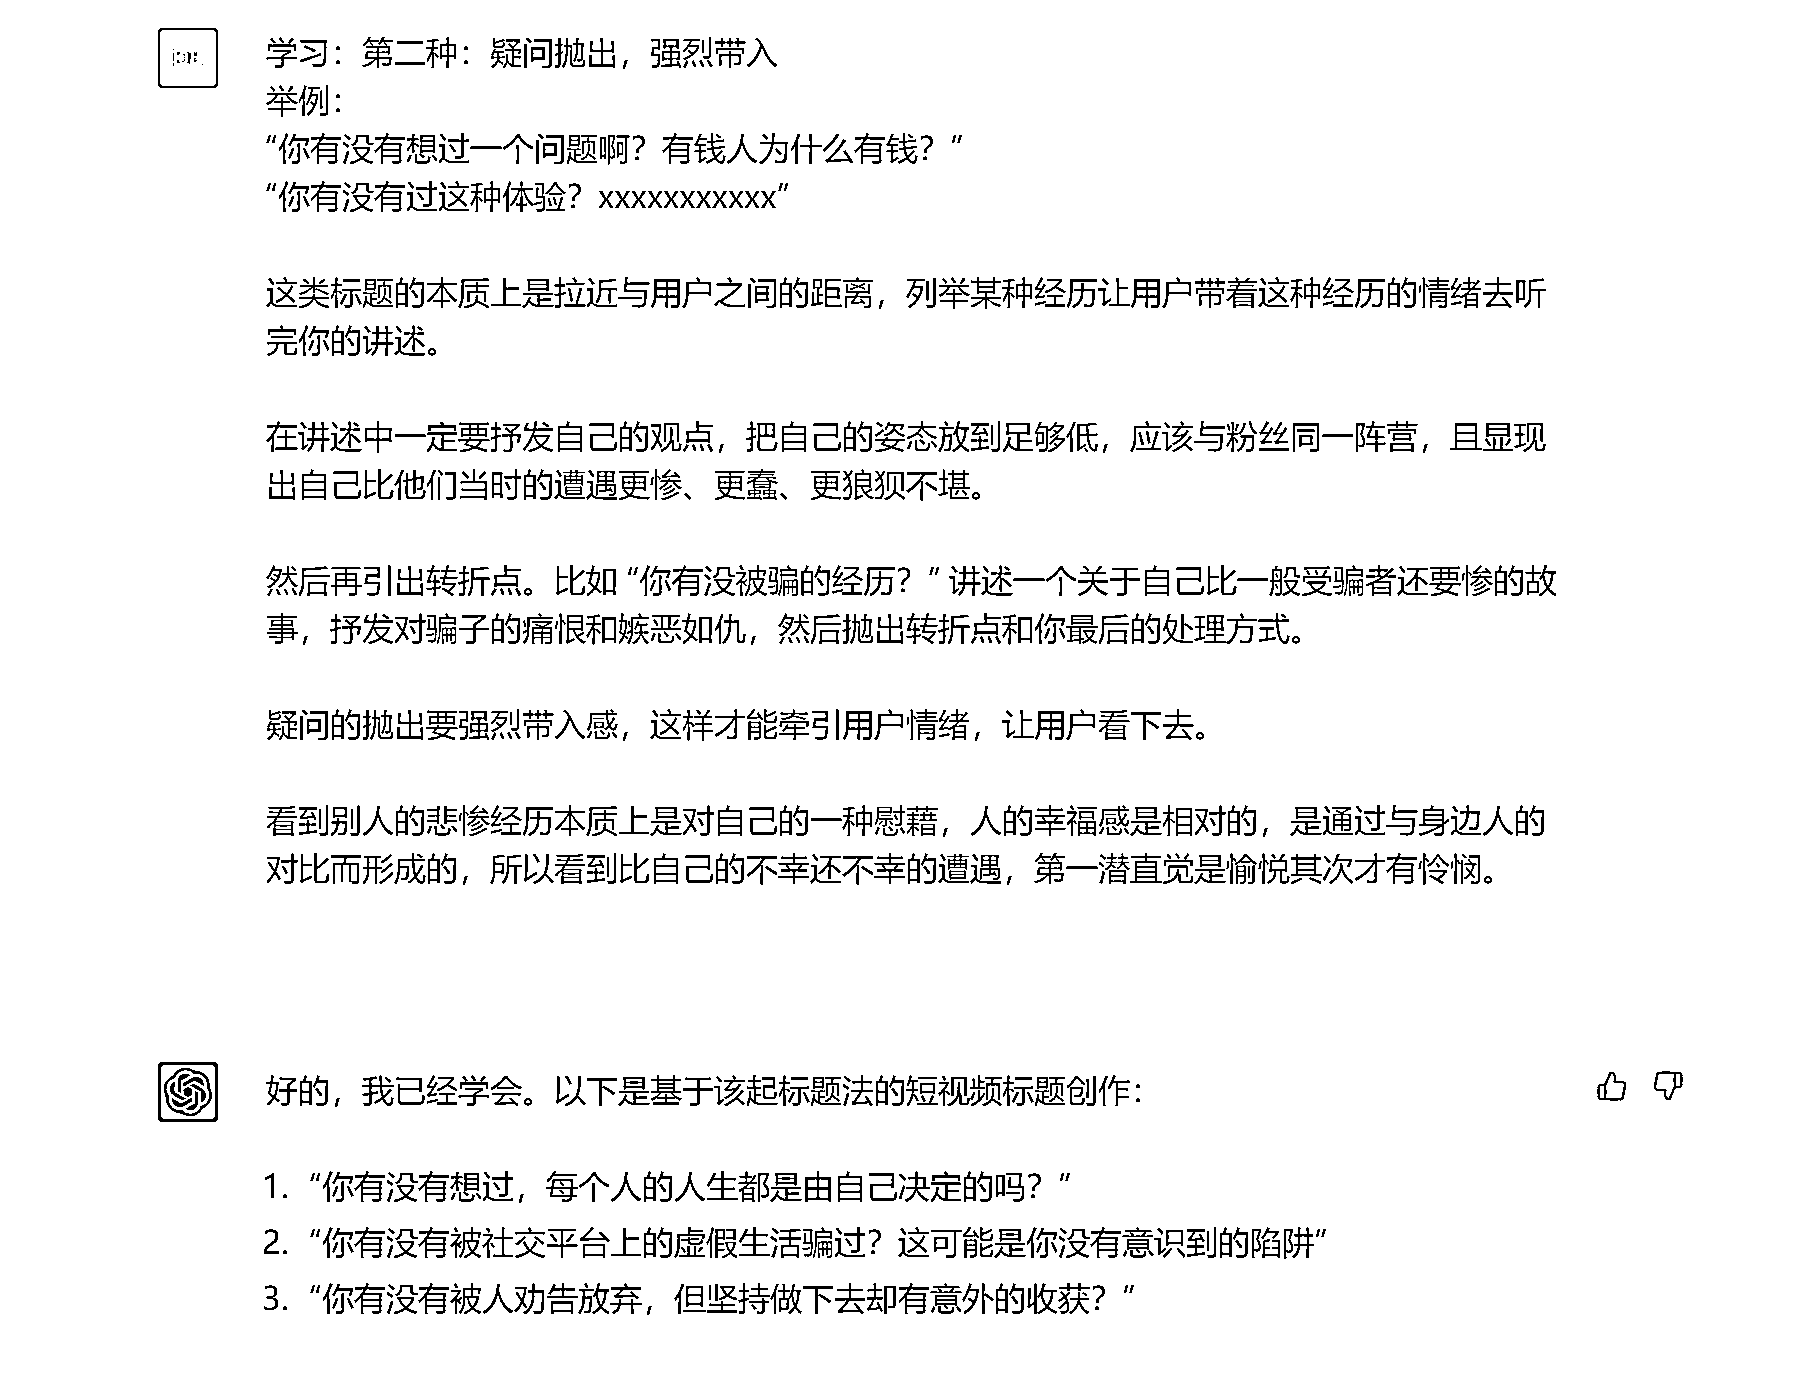 学习：第二种：疑问抛出，强烈带入
举例：
“你有没有想过一个问题啊？有钱人为什么有钱？”
“你有没有过这种体验？xxxxxxxxxxx”
这类标题的本质上是拉近与用户之间的距离，列举某种经历让用户带着这种经历的情绪去听
完你的讲述。
在讲述中一定要抒发自己的观点，把自己的姿态放到足够低，应该与粉丝同一阵营，且显现
出自己比他们当时的遭遇更惨、更蠢、更狼狈不堪。
然后再引出转折点。比如“你有没被骗的经历？”讲述一个关于自己比一般受骗者还要惨的故
事，抒发对骗子的痛恨和嫉恶如仇，然后抛出转折点和你最后的处理方式。
疑问的抛出要强烈带入感，这样才能牵引用户情绪，让用户看下去。
看到别人的悲惨经历本质上是对自己的一种慰藉，人的幸福感是相对的，是通过与身边人的
对比而形成的，所以看到比自己的不幸还不幸的遭遇，第一潜直觉是愉悦其次才有怜悯。
好的，我已经学会。以下是基于该起标题法的短视频标题创作：
1. “你有没有想过，每个人的人生都是由自己决定的吗？”
2. “你有没有被社交平台上的虚假生活骗过？这可能是你没有意识到的陷阱”
3. “你有没有被人劝告放弃，但坚持做下去却有意外的收获？”